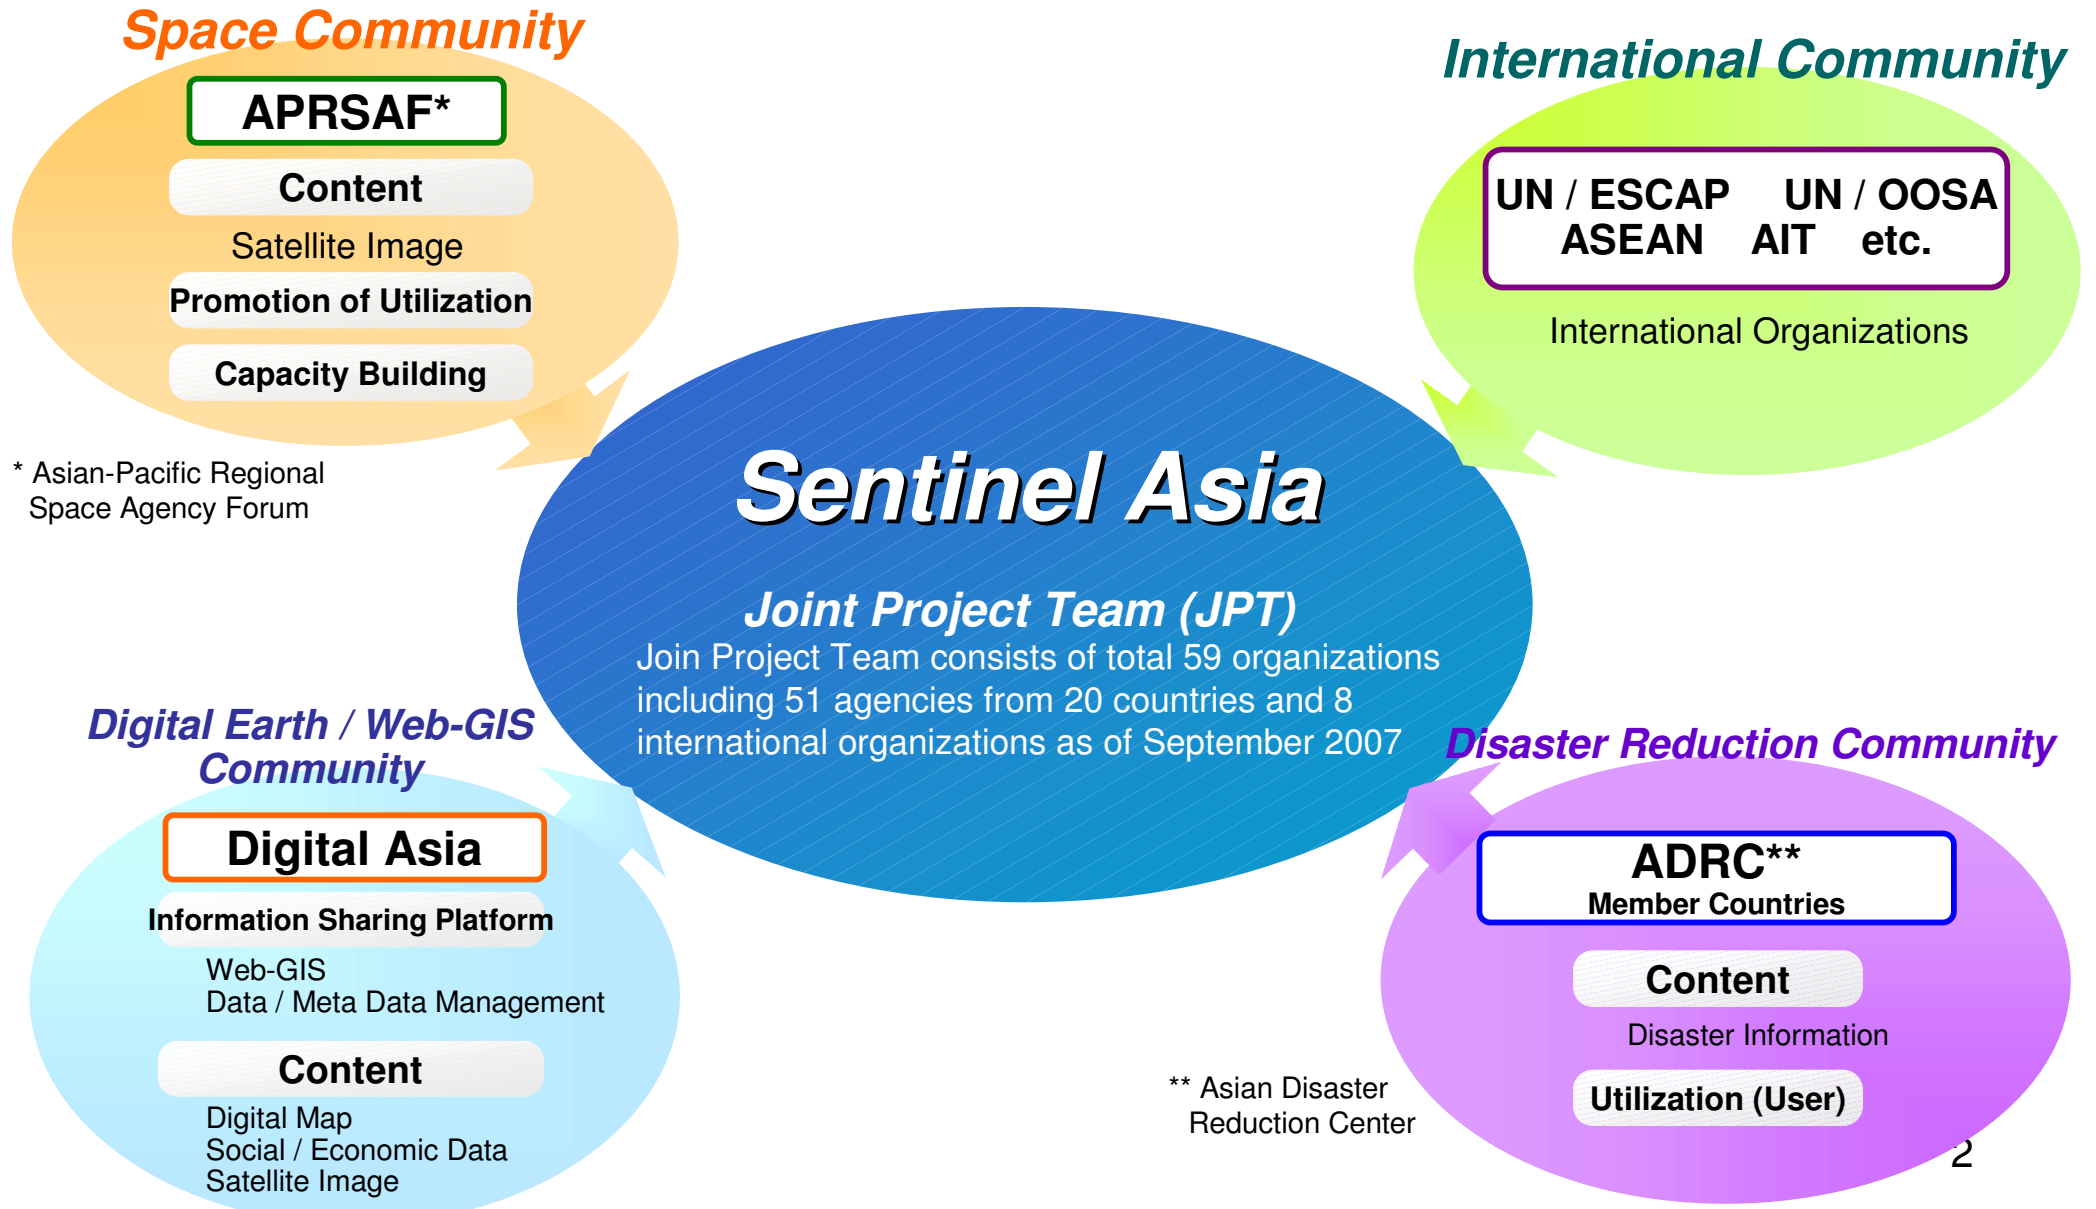 Space Community
APRSAF*
Content
Satellite Image
Promotion of Utilization
Capacity Building
* Asian-Pacific Regional
Space Agency Forum
International Community
UN / ESCAP UN / OOSA
ASEAN AIT etc.
International Organizations
Sentinel Asia
Joint Project Team (JPT)
Join Project Team consists of total 59 organizations
including 51 agencies from 20 countries and 8
international organizations as of September 2007
Digital Earth / Web-GIS
Community
Digital Asia
Information Sharing Platform
Web-GIS
Data / Meta Data Management
Content
Digital Map
Social / Economic Data
Satellite Image
Disaster Reduction Community
ADRC**
Member Countries
Content
Disaster Information
Utilization (User)
** Asian Disaster
Reduction Center
2